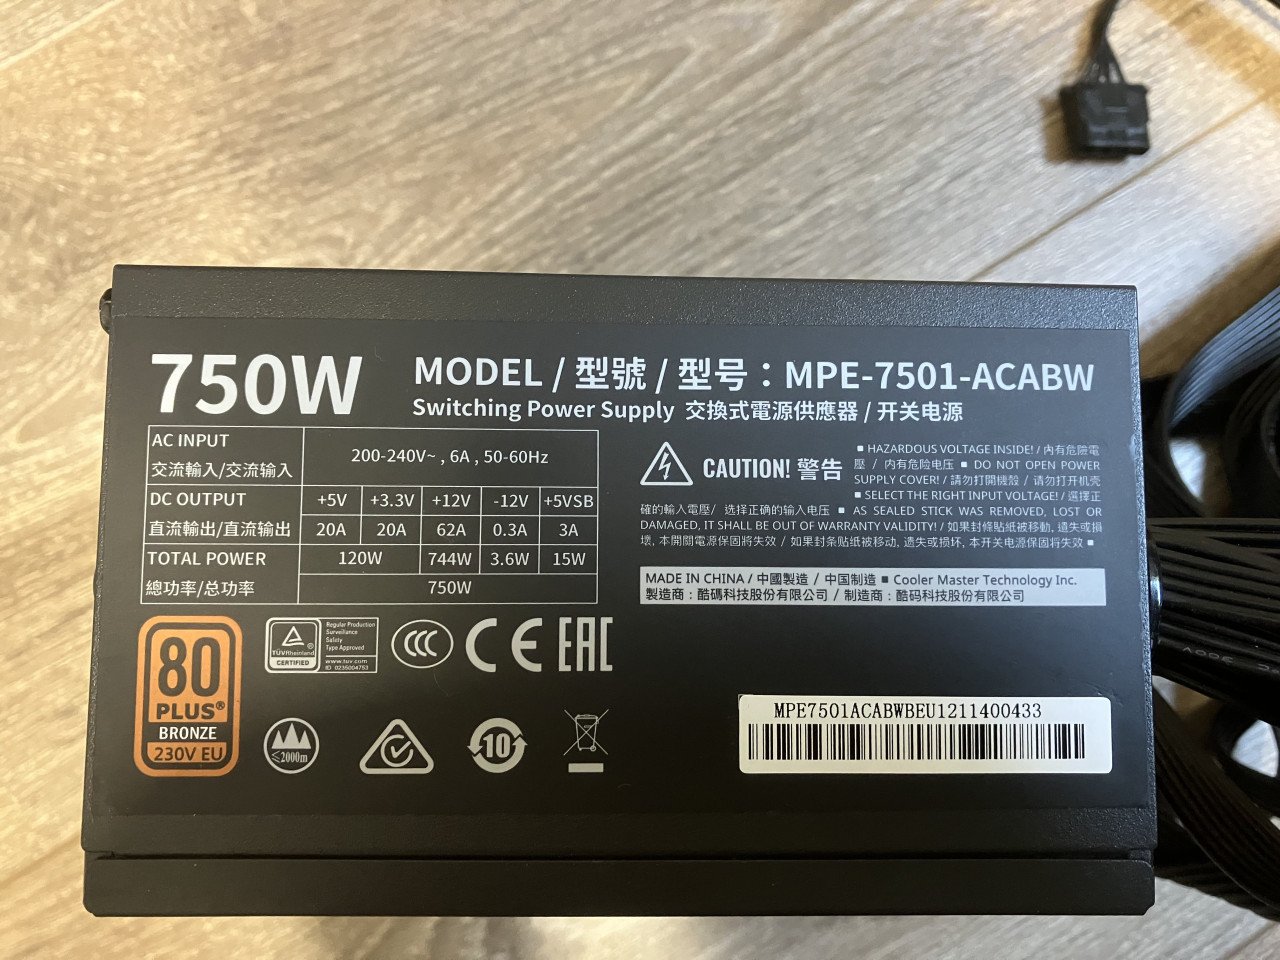 750W
MODEL / 型號 / 型号：MPE-7501-ACABW
Switching Power Supply 交換式電源供應器 / 开关电源
AC INPUT
交流輸入/交流输入
200-240V~ , 6A , 50-60Hz
DC OUTPUT
直流輸出/直流输出
+5V +3.3V +12V -12V +5VSB
20A 20A 62A 0.3A 3A
TOTAL POWER
總功率/总功率
120W 744W 3.6W 15W
750W
CAUTION! 警告
■ HAZARDOUS VOLTAGE INSIDE! / 內有危險電
壓 / 内有危险电压 ■ DO NOT OPEN POWER
SUPPLY COVER! / 請勿打開機殼 / 请勿打开机壳
■ SELECT THE RIGHT INPUT VOLTAGE! / 選擇正
確的輸入電壓/ 选择正确的输入电压 ■ AS SEALED STICK WAS REMOVED, LOST OR
DAMAGED, IT SHALL BE OUT OF WARRANTY VALIDITY! / 如果封條貼紙被移動, 遺失或損
壞, 本開關電源保固將失效 / 如果封条贴纸被移动, 遗失或损坏, 本开关电源保固将失效 ■
MADE IN CHINA / 中國製造 / 中国制造 ■ Cooler Master Technology Inc.
製造商：酷碼科技股份有限公司 / 制造商：酷码科技股份有限公司
80
PLUS®
BRONZE
230V EU
TÜVRheinland
CERTIFIED
Regular Production
Surveillance
Safety
Type Approved
www.tuv.com
ID 0235004753
CCC
CE
EAC
≤2000m
10
MPE7501ACABWBEU1211400433